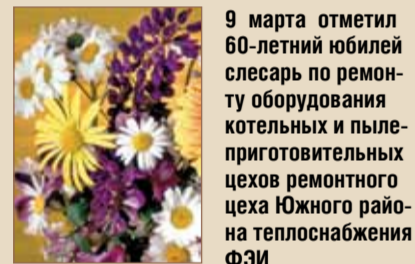 9 марта отметил
60-летний юбилей
слесарь по ремон-
ту оборудования
котельных и пыле-
приготовительных
цехов ремонтного
цеха Южного райо-
на теплоснабжения
ФЭИ